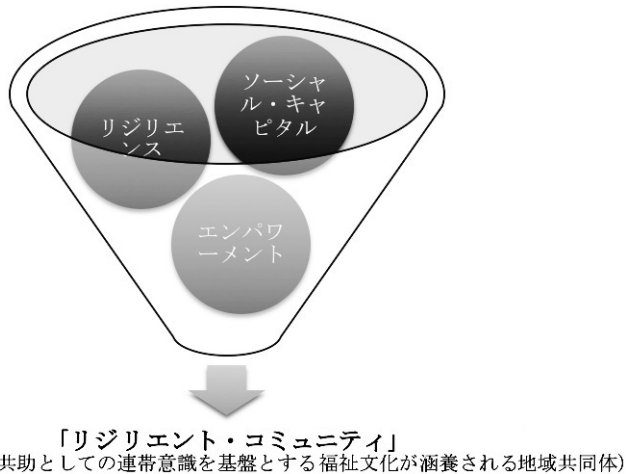 ソーシャ
ル・キャ
ピタル
リジリエ
ンス
エンパワ
ーメント
「リジリエント・コミュニティ」
共助としての連帯意識を基盤とする福祉文化が涵養される地域共同体)